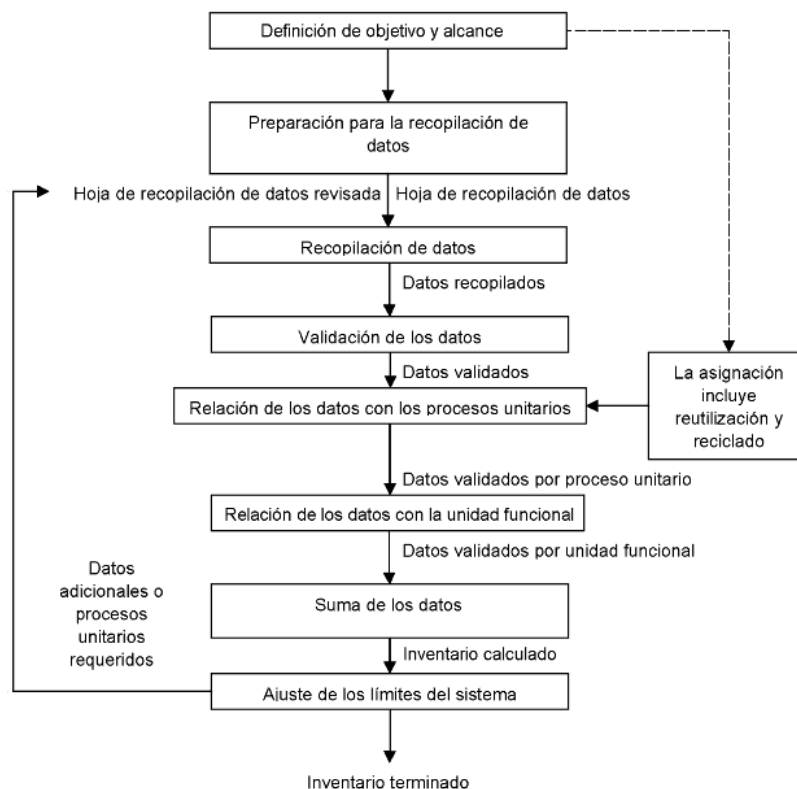 Definición de objetivo y alcance
Preparación para la recopilación de
datos
Hoja de recopilación de datos revisada
Hoja de recopilación de datos
Recopilación de datos
Datos recopilados
Validación de los datos
Datos validados
La asignación
incluye
reutilización y
reciclado
Relación de los datos con los procesos unitarios
Datos validados por proceso unitario
Relación de los datos con la unidad funcional
Datos validados por unidad funcional
Datos
adicionales o
procesos
unitarios
requeridos
Suma de los datos
Inventario calculado
Ajuste de los límites del sistema
Inventario terminado